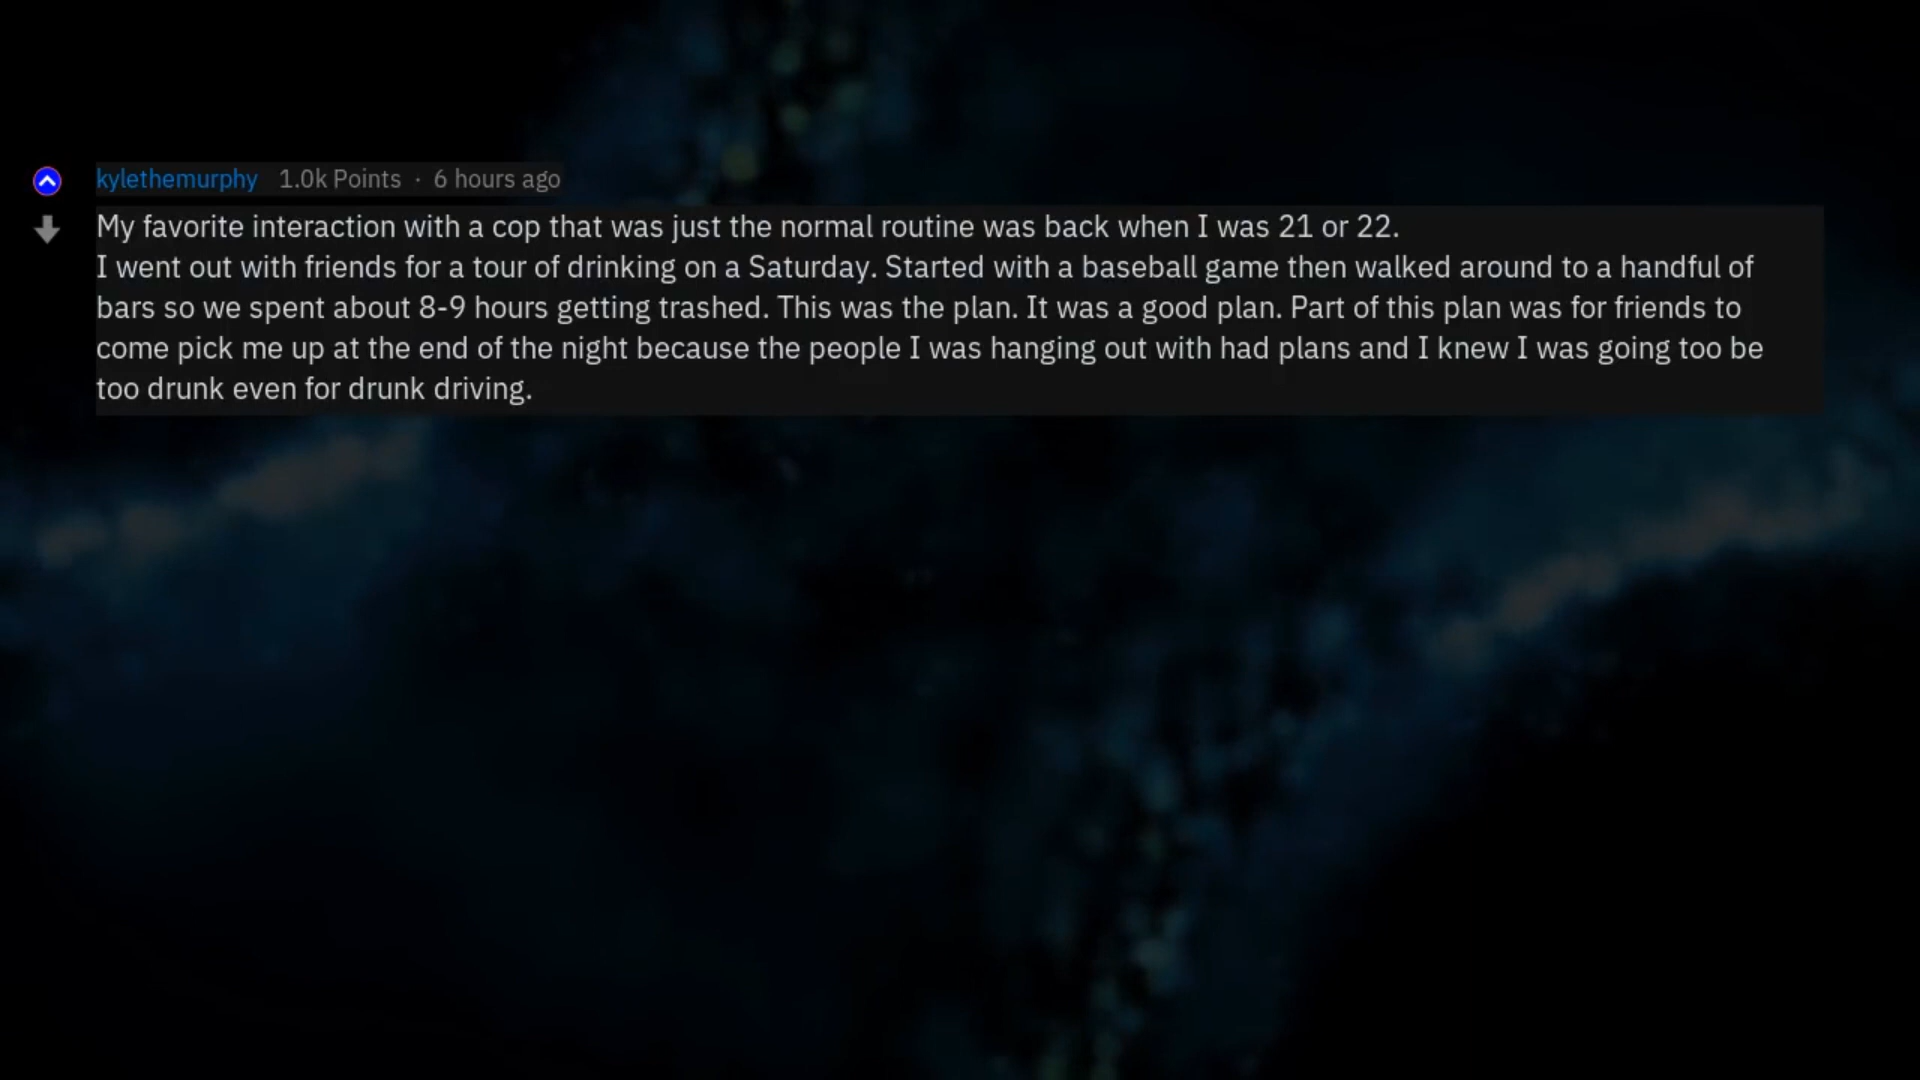 kylethemurphy 1.0k Points · 6 hours ago
My favorite interaction with a cop that was just the normal routine was back when I was 21 or 22.
I went out with friends for a tour of drinking on a Saturday. Started with a baseball game then walked around to a handful of
bars so we spent about 8-9 hours getting trashed. This was the plan. It was a good plan. Part of this plan was for friends to
come pick me up at the end of the night because the people I was hanging out with had plans and I knew I was going too be
too drunk even for drunk driving.